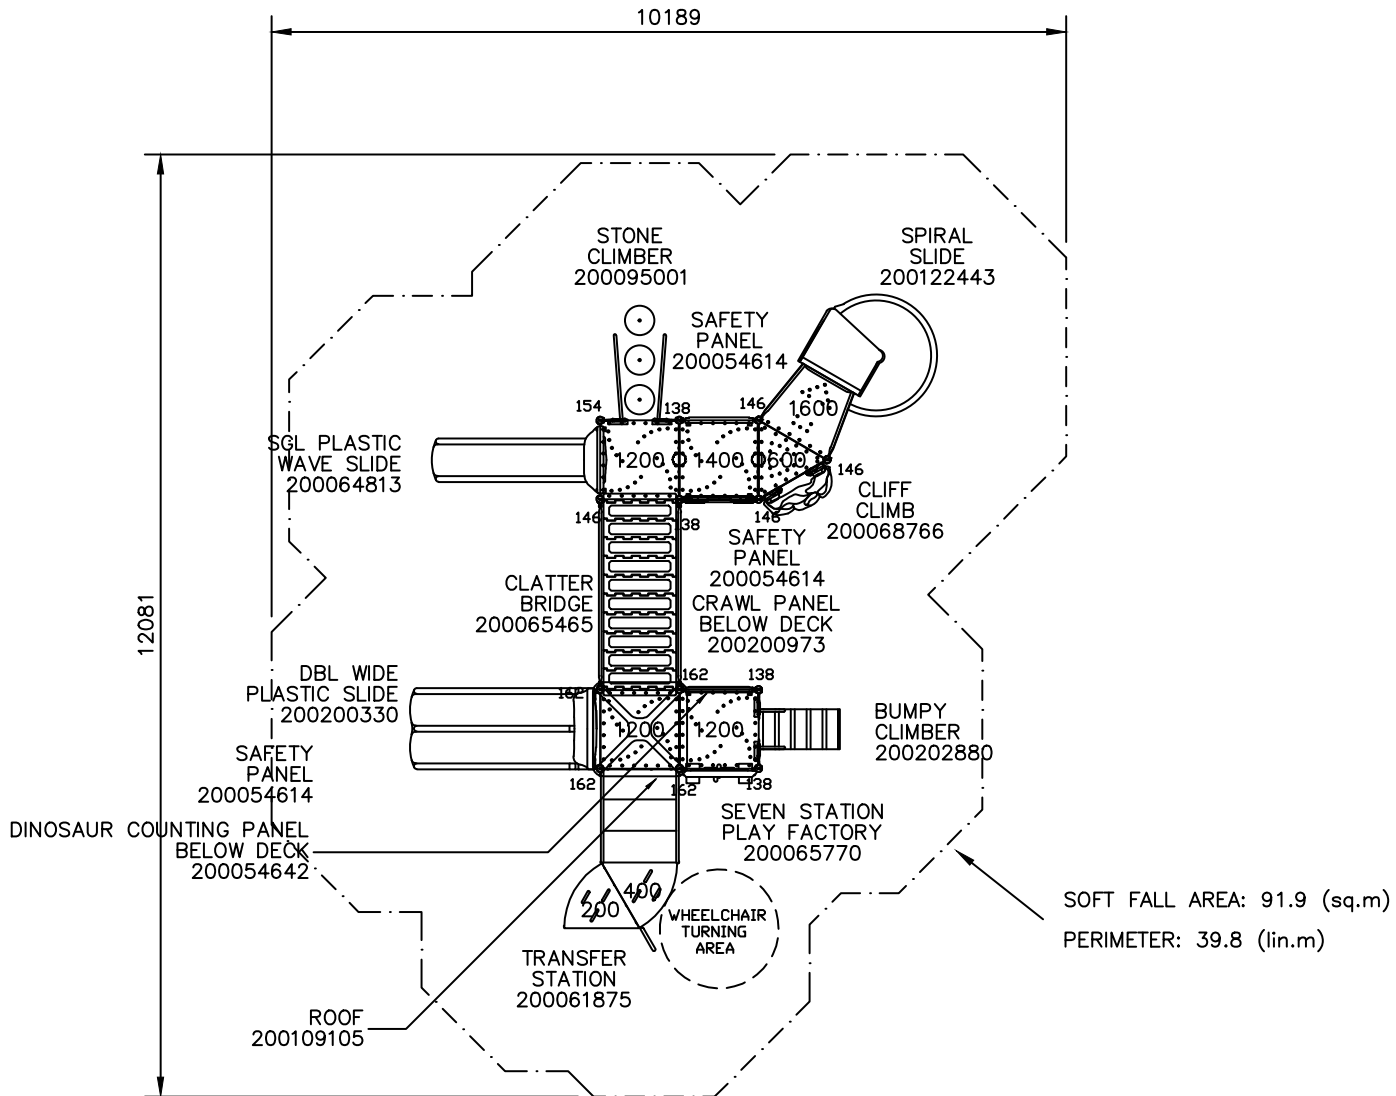 10189
12081
STONE
CLIMBER
200095001
SPIRAL
SLIDE
200122443
SAFETY
PANEL
200054614
154
138
146
1600
SGL PLASTIC
WAVE SLIDE
200064813
1200
1400
1600
146
CLIFF
CLIMB
200068766
146
138
146
SAFETY
PANEL
200054614
CLATTER
BRIDGE
200065465
CRAWL PANEL
BELOW DECK
200200973
DBL WIDE
PLASTIC SLIDE
200200330
162
162
138
1200
1200
BUMPY
CLIMBER
200202880
SAFETY
PANEL
200054614
162
162
138
DINOSAUR COUNTING PANEL
BELOW DECK
200054642
SEVEN STATION
PLAY FACTORY
200065770
400
200
WHEELCHAIR
TURNING
AREA
SOFT FALL AREA: 91.9 (sq.m)
PERIMETER: 39.8 (lin.m)
TRANSFER
STATION
200061875
ROOF
200109105